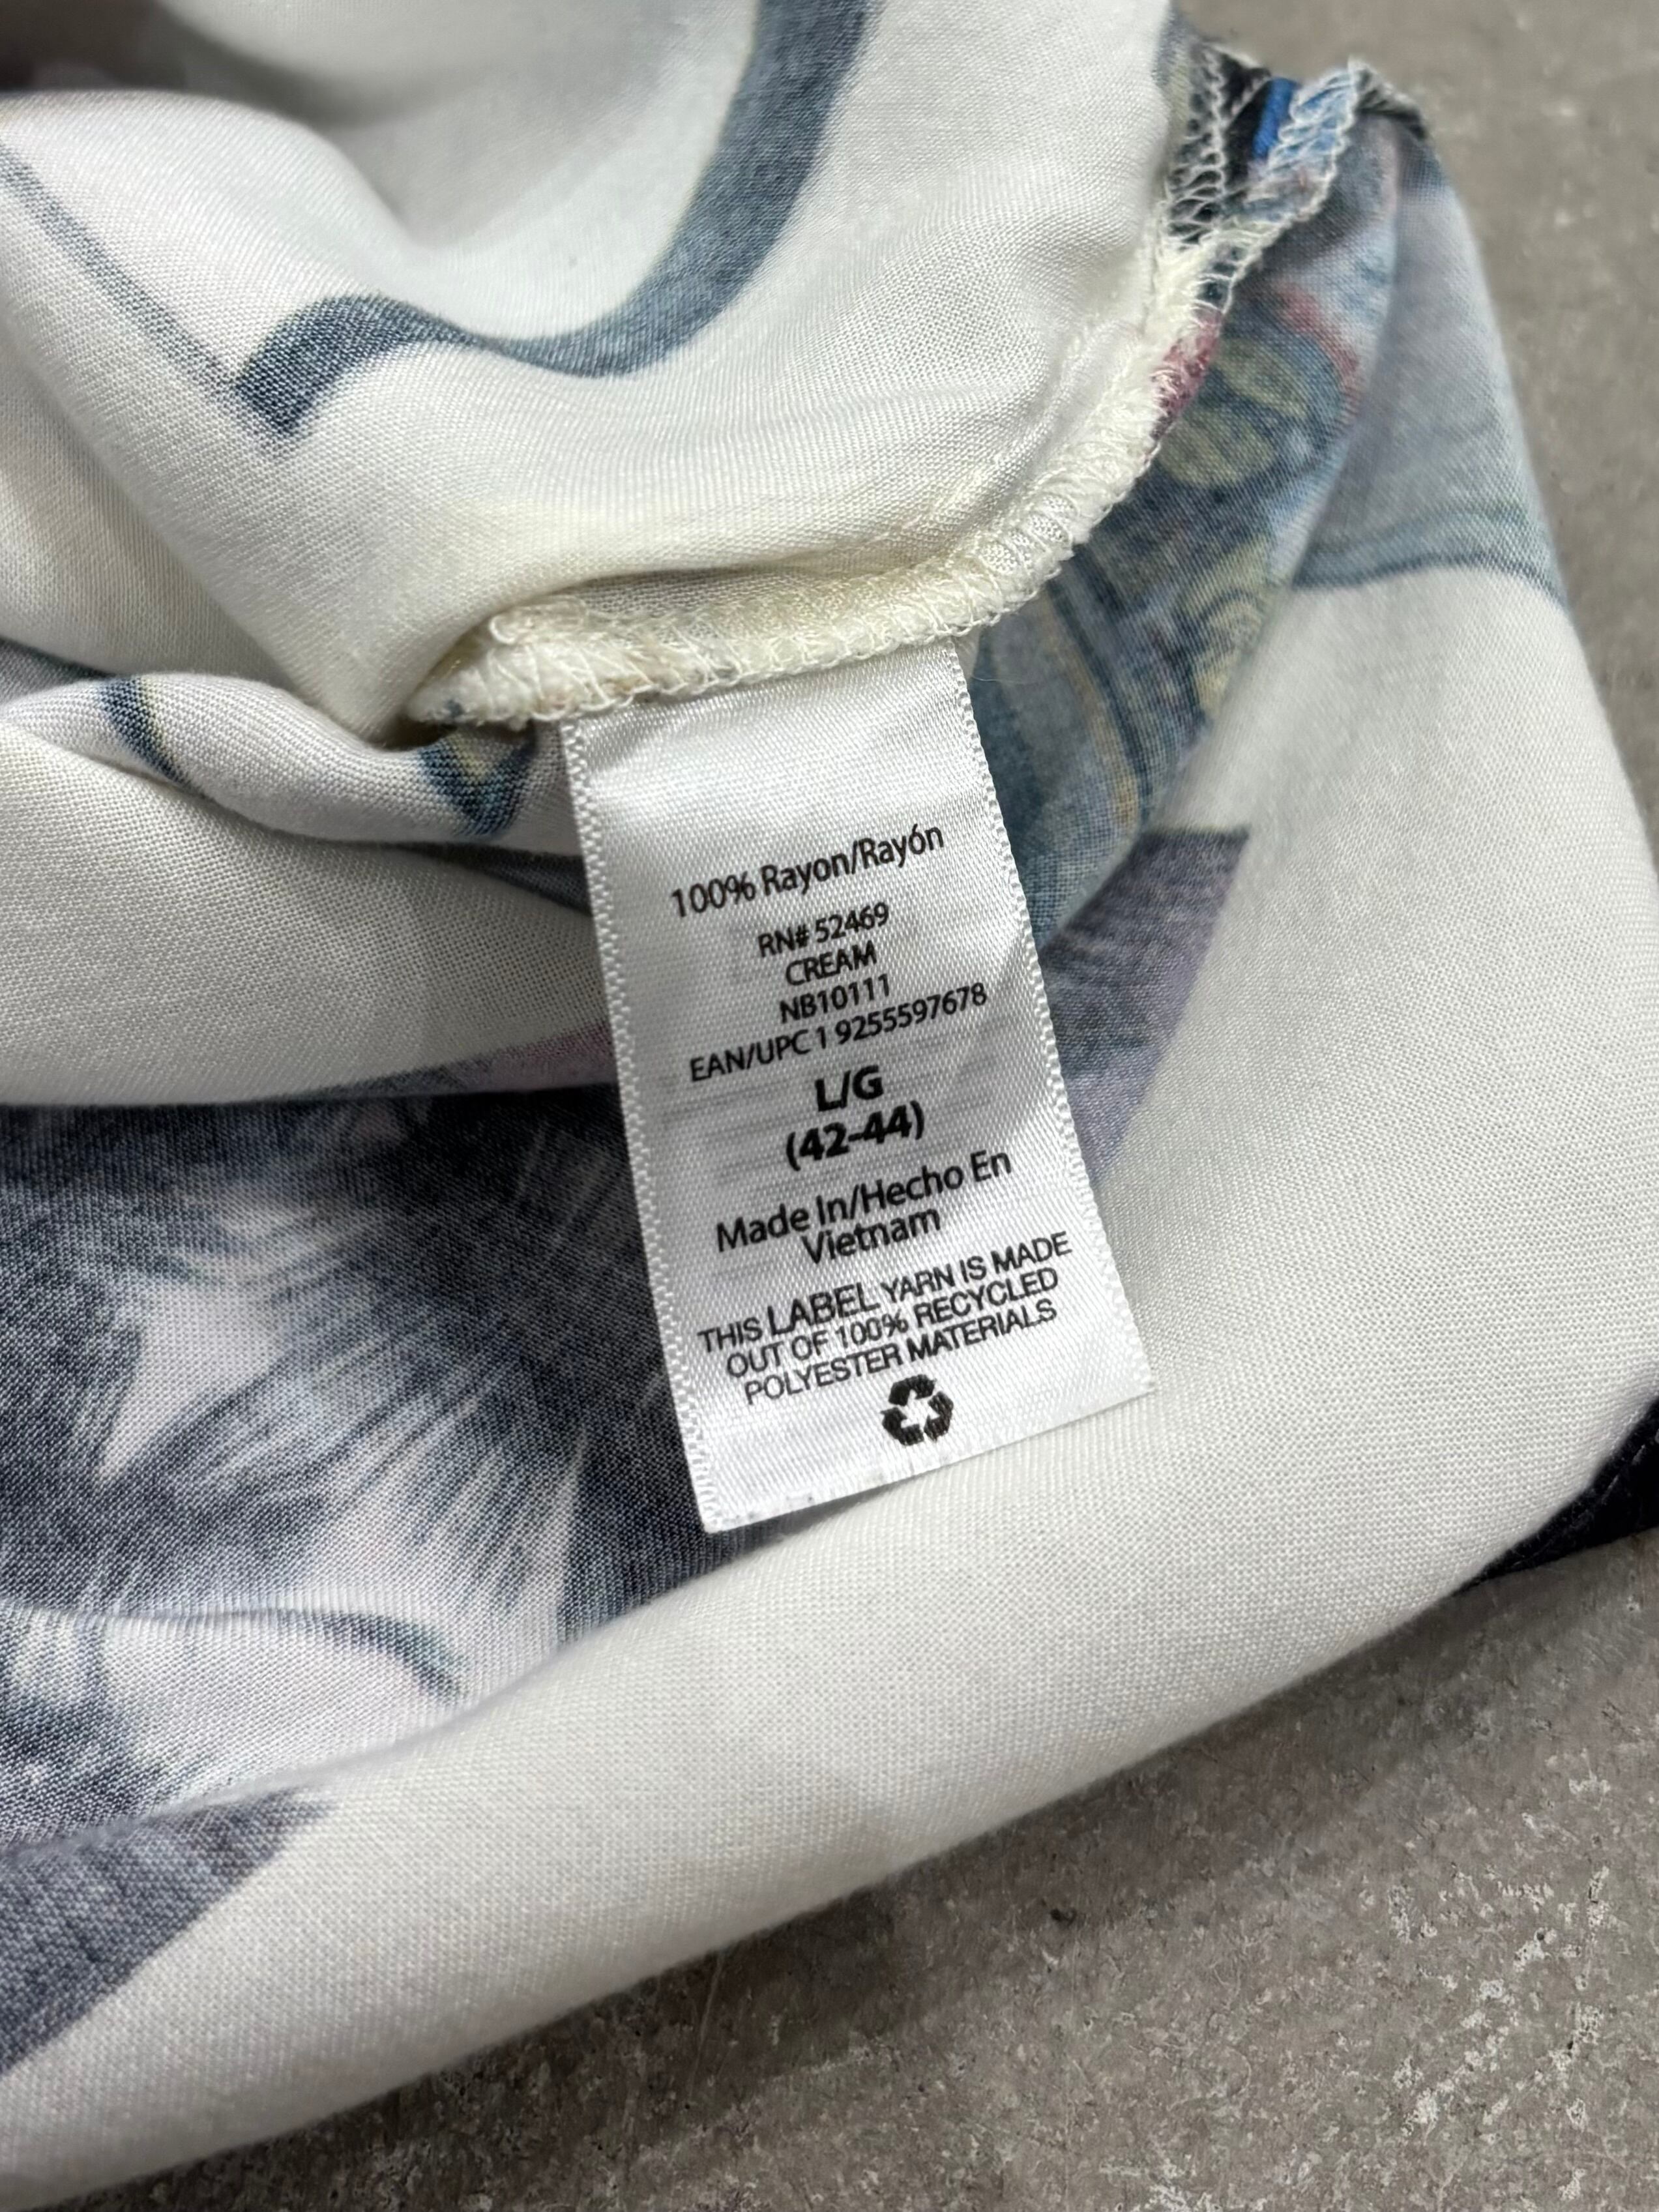 100% Rayon/Rayón
RN# 52469
CREAM
NB10111
EAN/UPC 1 9255597678
L/G
(42-44)
Made In/Hecho En
Vietnam
THIS LABEL YARN IS MADE
OUT OF 100% RECYCLED
POLYESTER MATERIALS